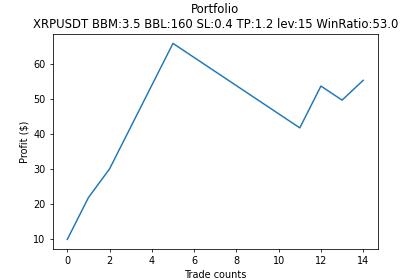 Portfolio
XRPUSDT BBM:3.5 BBL:160 SL:0.4 TP:1.2 lev:15 WinRatio:53.0
Profit ($)
60
50
40
30
20
10
0 2 4 6 8 10 12 14
Trade counts